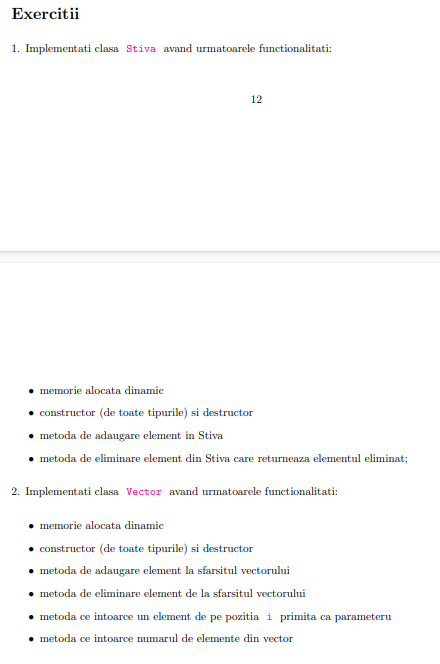 Exercitii
1. Implementati clasa Stiva avand urmatoarele functionalitati:
12
• memorie alocata dinamic
• constructor (de toate tipurile) si destructor
• metoda de adaugare element in Stiva
• metoda de eliminare element din Stiva care returneaza elementul eliminat;
2. Implementati clasa Vector avand urmatoarele functionalitati:
• memorie alocata dinamic
• constructor (de toate tipurile) si destructor
• metoda de adaugare element la sfarsitul vectorului
• metoda de eliminare element de la sfarsitul vectorului
• metoda ce intoarce un element de pe pozitia i primita ca parameteru
• metoda ce intoarce numarul de elemente din vector